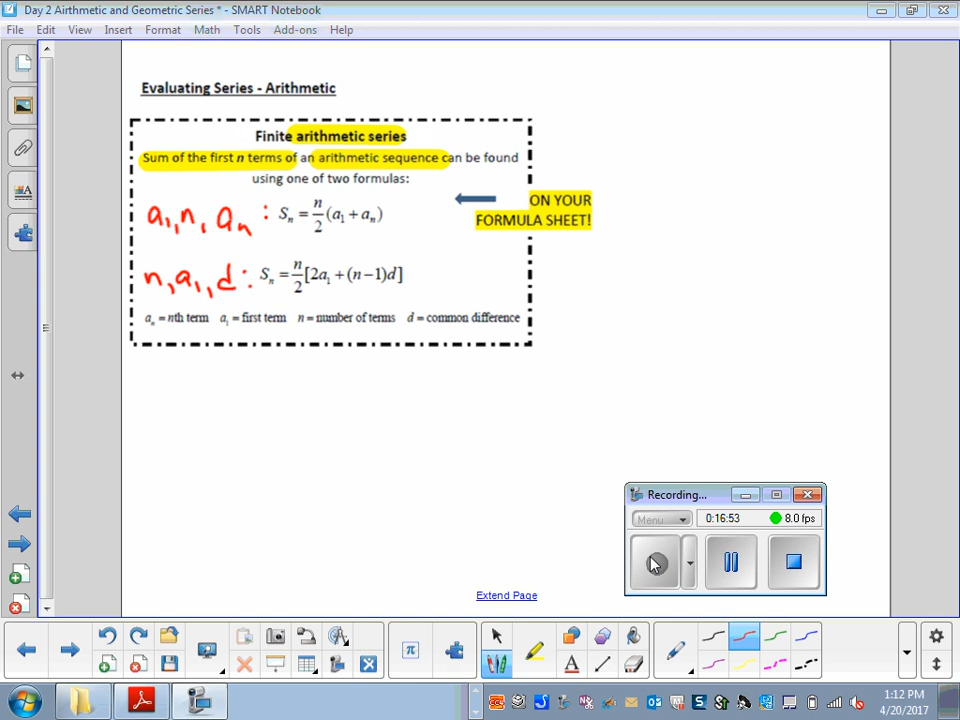 Day 2 Airthmetic and Geometric Series * - SMART Notebook
File Edit View Insert Format Math Tools Add-ons Help
Evaluating Series - Arithmetic
Finite arithmetic series
Sum of the first n terms of an arithmetic sequence can be found
using one of two formulas:
ON YOUR
FORMULA SHEET!
a₁, n, aₙ : Sₙ = n/2 (a₁ + aₙ)
n, a₁, d : Sₙ = n/2 [2a₁ + (n − 1)d]
aₙ = nth term a₁ = first term n = number of terms d = common difference
Recording...
Menu 0:16:53 8.0 fps
Extend Page
1:12 PM
4/20/2017